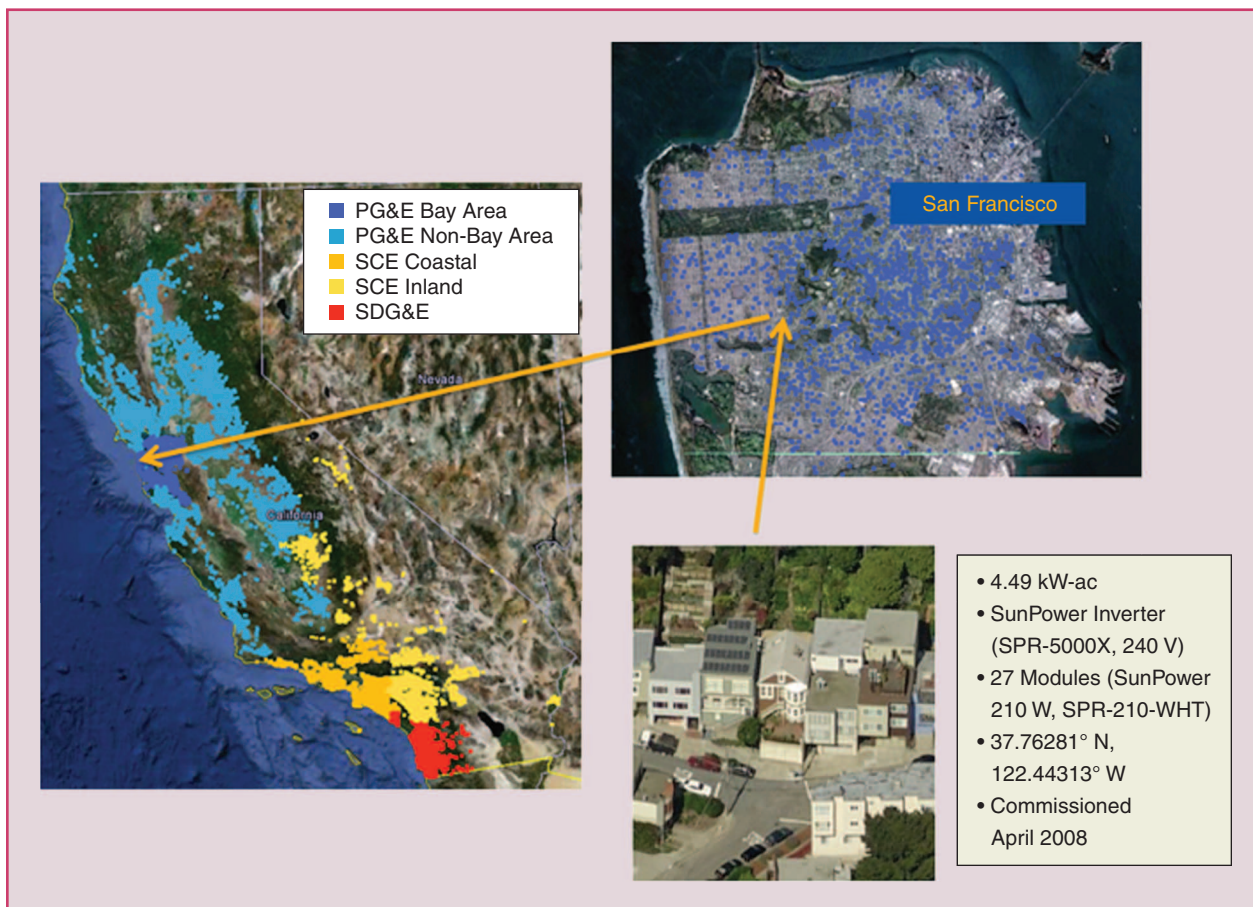 PG&E Bay Area
PG&E Non-Bay Area
SCE Coastal
SCE Inland
SDG&E
Nevada
California
San Francisco
• 4.49 kW-ac
• SunPower Inverter
(SPR-5000X, 240 V)
• 27 Modules (SunPower
210 W, SPR-210-WHT)
• 37.76281° N,
122.44313° W
• Commissioned
April 2008